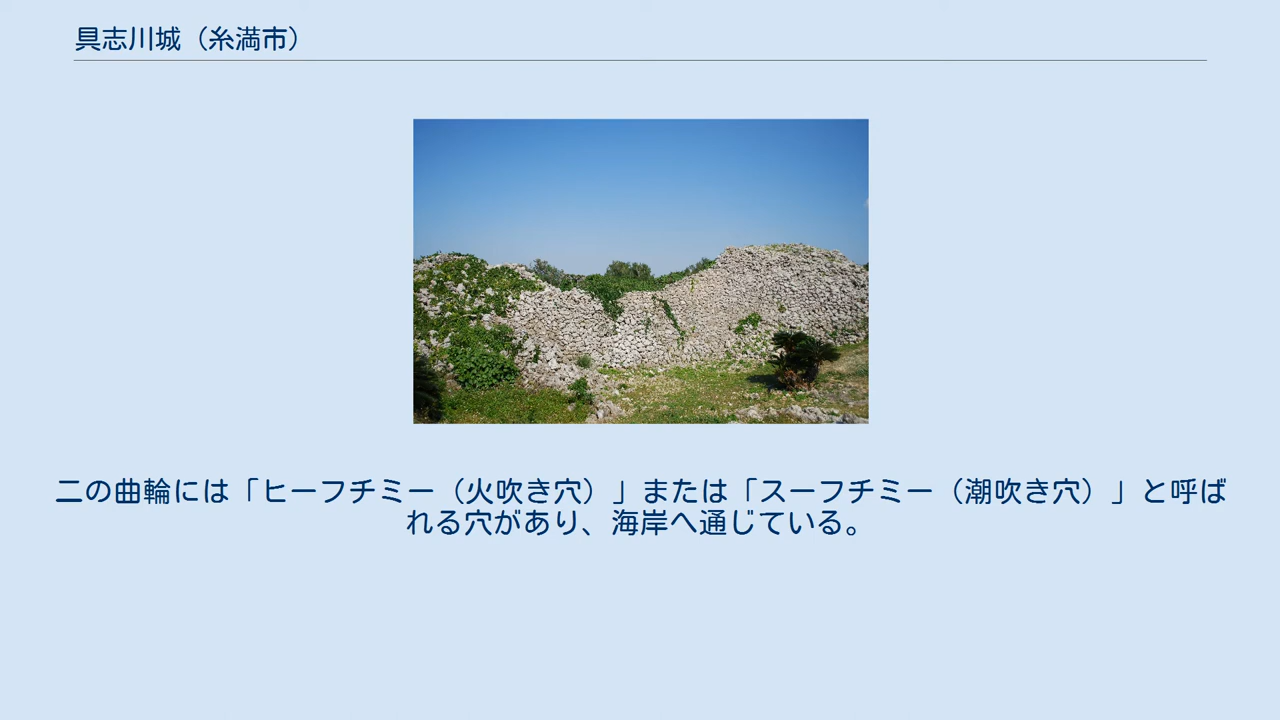 具志川城（糸満市）
二の曲輪には「ヒーフチミー（火吹き穴）」または「スーフチミー（潮吹き穴）」と呼ば
れる穴があり、海岸へ通じている。